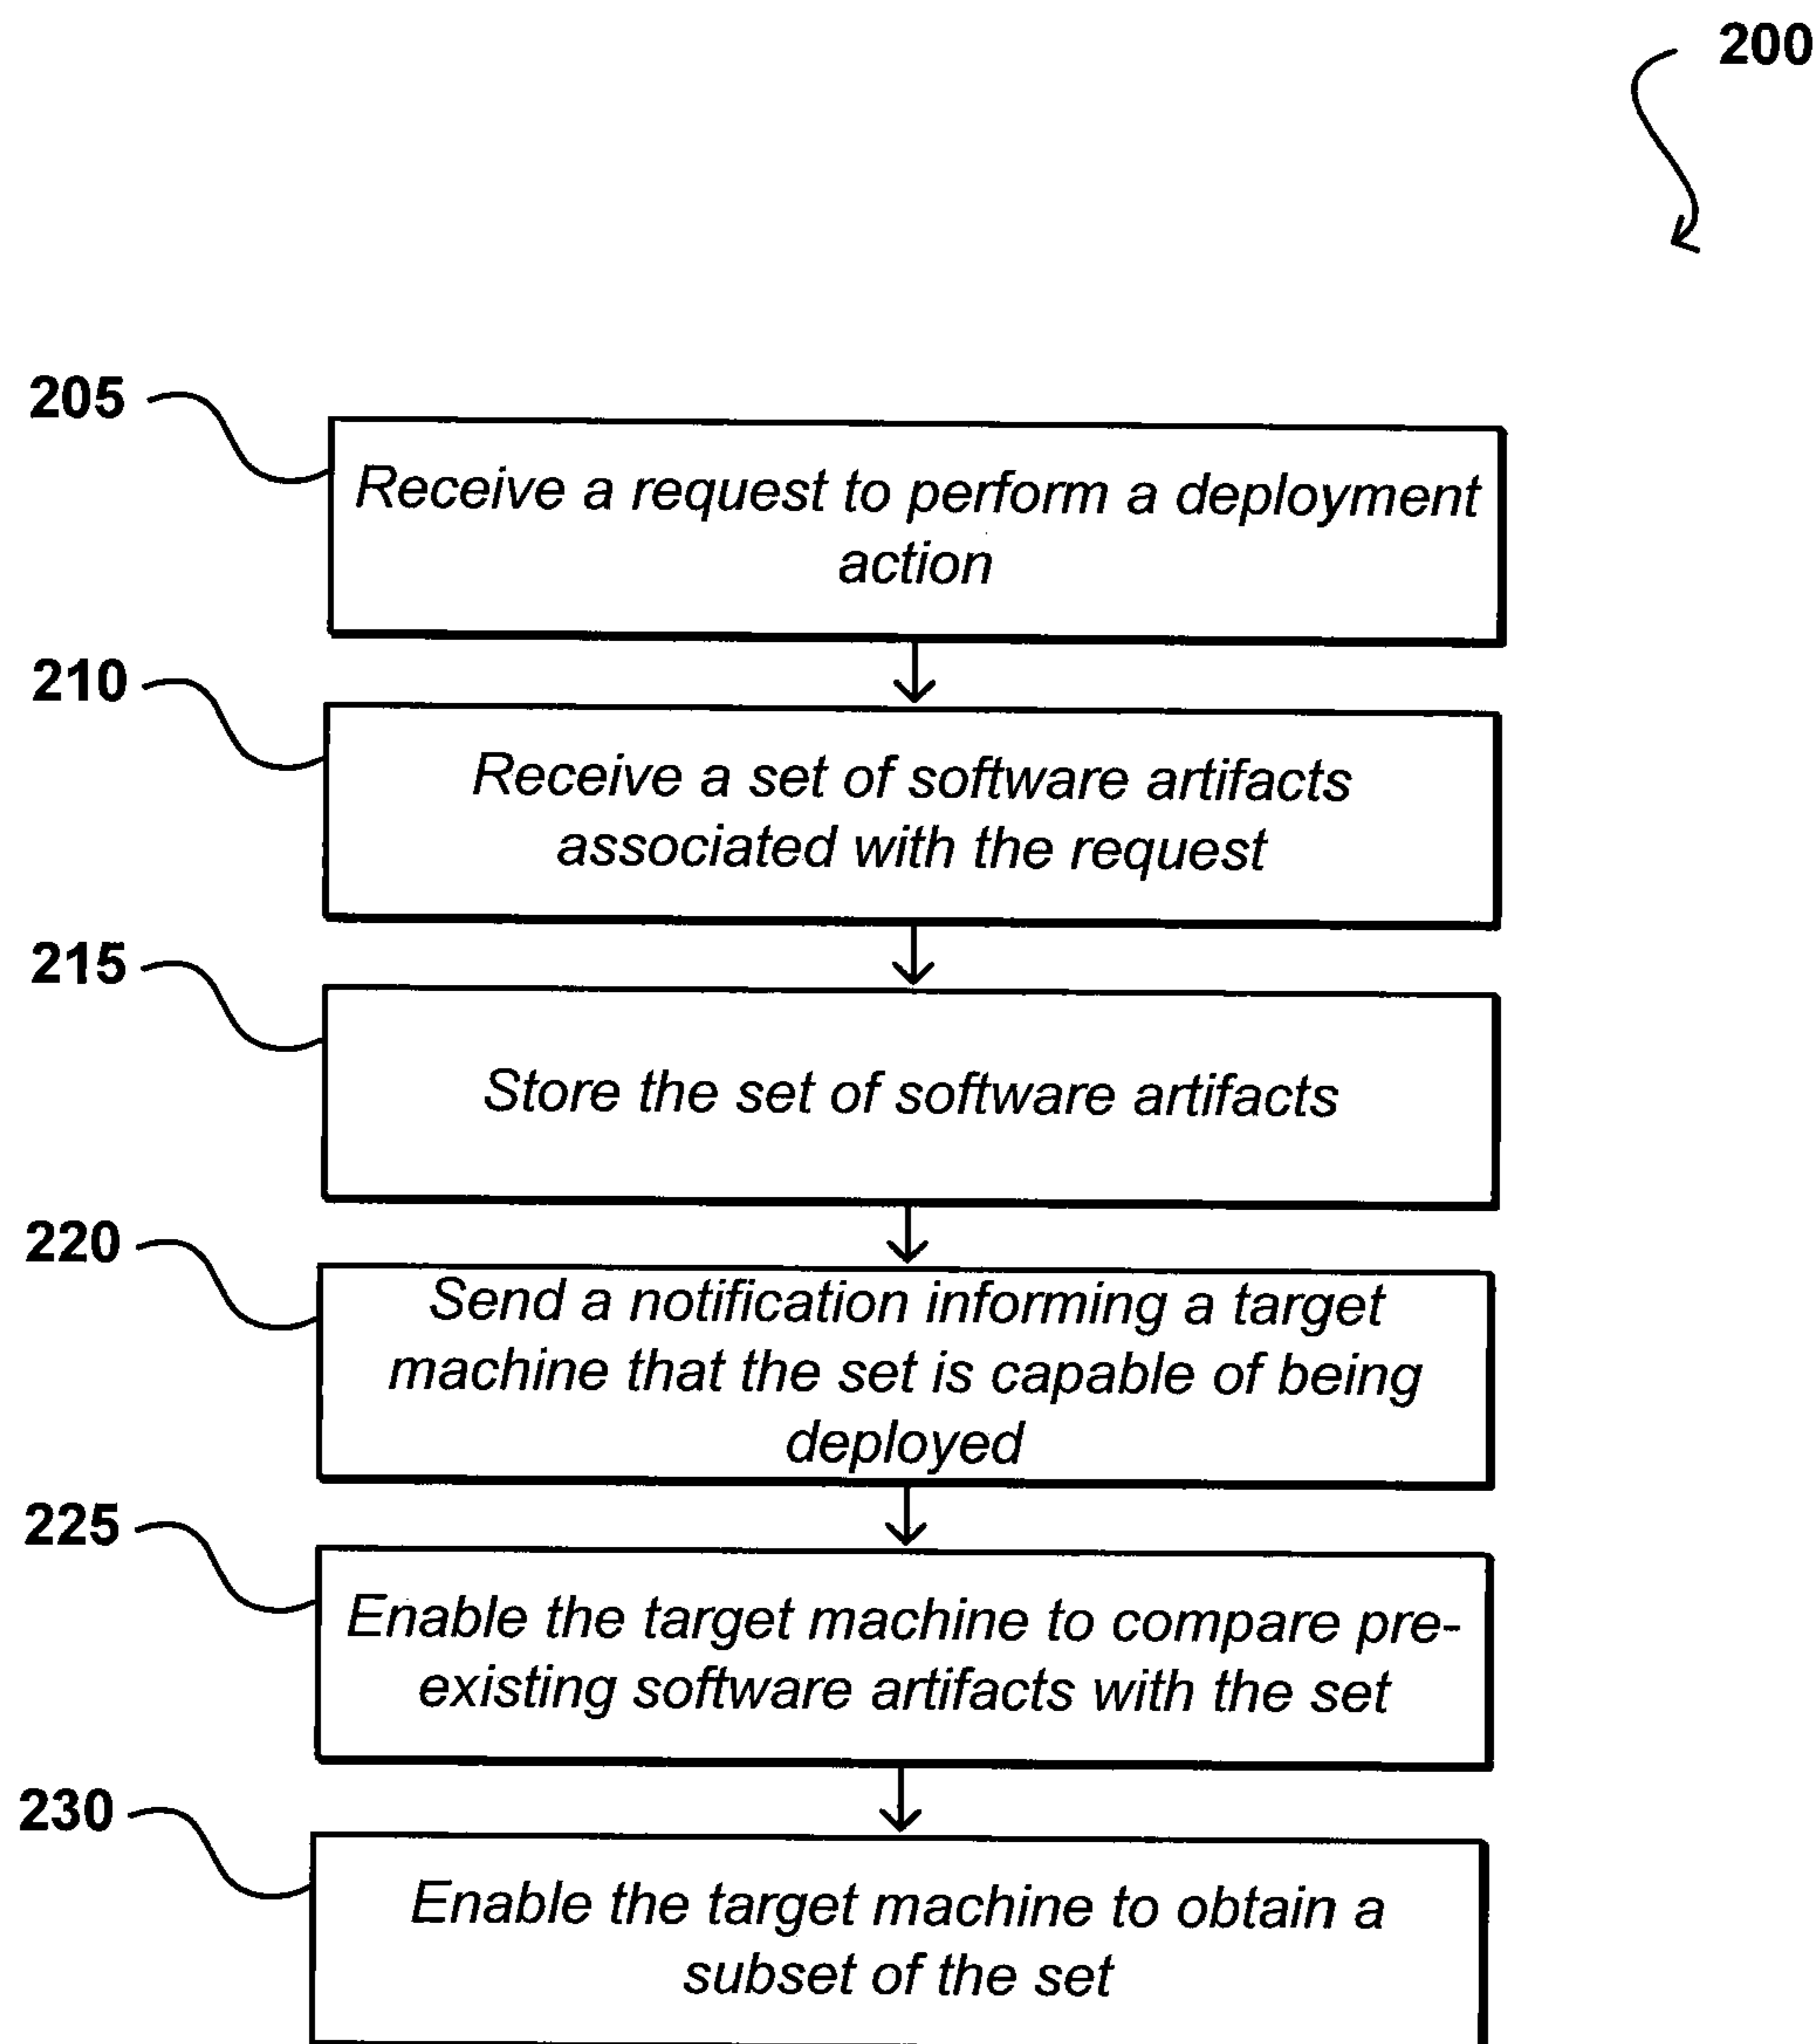 200
205
Receive a request to perform a deployment
action
210
Receive a set of software artifacts
associated with the request
215
Store the set of software artifacts
220
Send a notification informing a target
machine that the set is capable of being
deployed
225
Enable the target machine to compare pre-
existing software artifacts with the set
230
Enable the target machine to obtain a
subset of the set